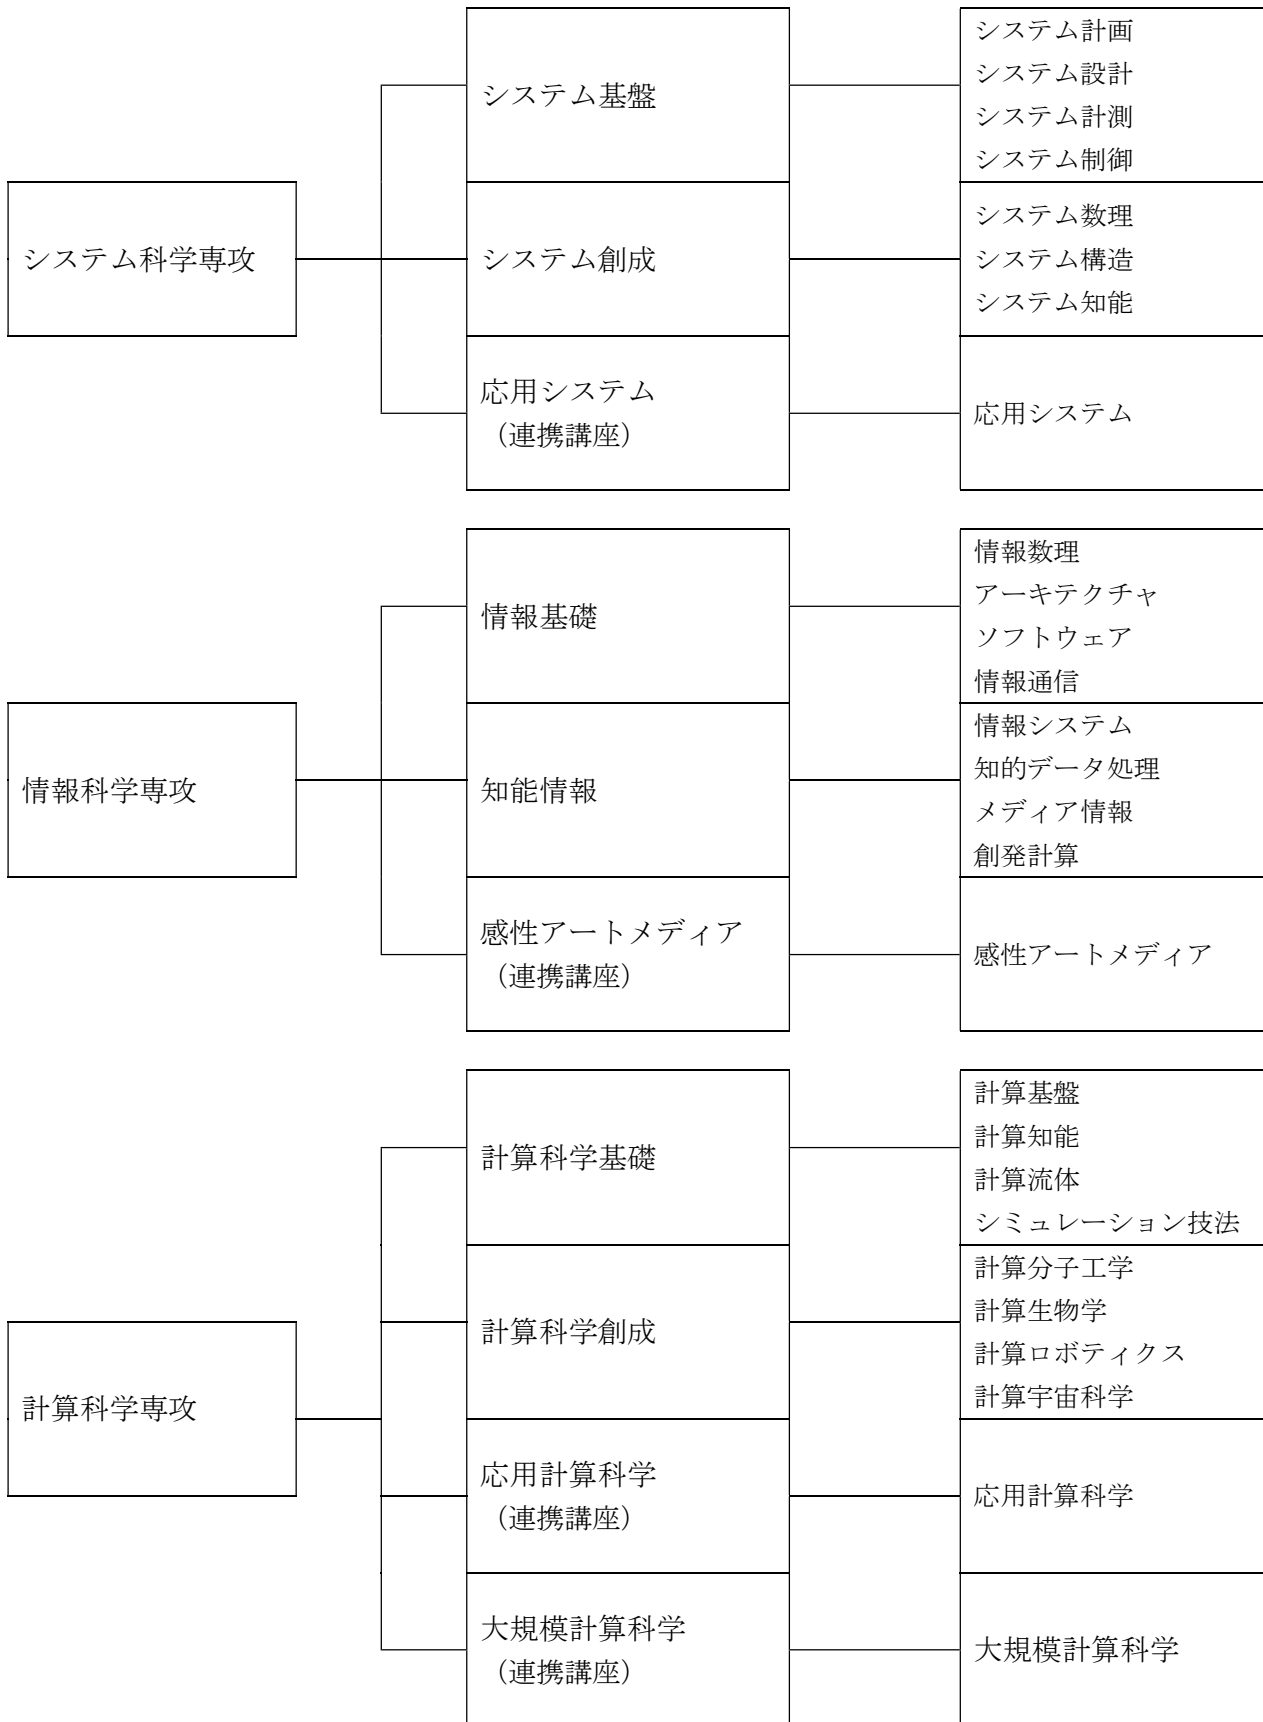 システム科学専攻
システム基盤
システム計画
システム設計
システム計測
システム制御
システム創成
システム数理
システム構造
システム知能
応用システム
（連携講座）
応用システム
情報科学専攻
情報基礎
情報数理
アーキテクチャ
ソフトウェア
情報通信
知能情報
情報システム
知的データ処理
メディア情報
創発計算
感性アートメディア
（連携講座）
感性アートメディア
計算科学専攻
計算科学基礎
計算基盤
計算知能
計算流体
シミュレーション技法
計算科学創成
計算分子工学
計算生物学
計算ロボティクス
計算宇宙科学
応用計算科学
（連携講座）
応用計算科学
大規模計算科学
（連携講座）
大規模計算科学